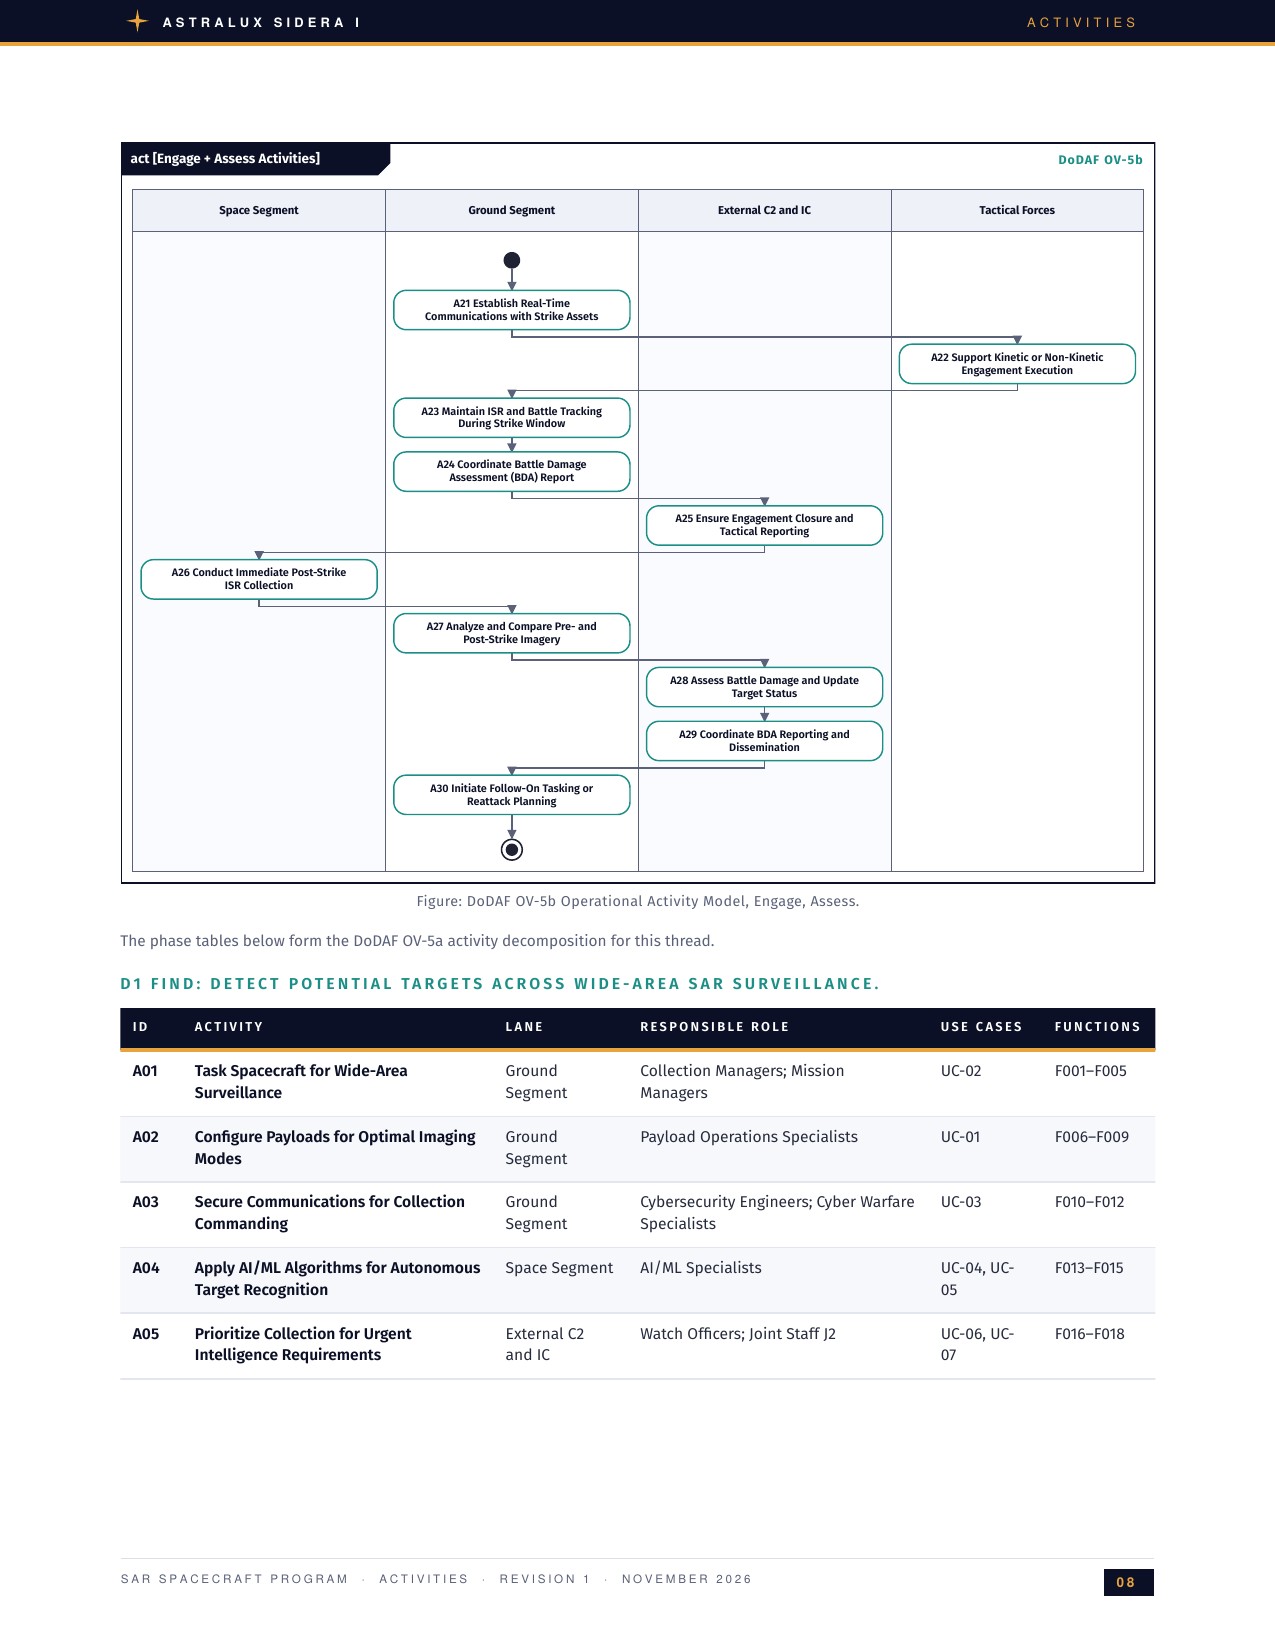 ASTRALUX SIDERA I
ACTIVITIES
act [Engage + Assess Activities]
DoDAF OV-5b
Space Segment
Ground Segment
External C2 and IC
Tactical Forces
A21 Establish Real-Time
Communications with Strike Assets
A22 Support Kinetic or Non-Kinetic
Engagement Execution
A23 Maintain ISR and Battle Tracking
During Strike Window
A24 Coordinate Battle Damage
Assessment (BDA) Report
A25 Ensure Engagement Closure and
Tactical Reporting
A26 Conduct Immediate Post-Strike
ISR Collection
A27 Analyze and Compare Pre- and
Post-Strike Imagery
A28 Assess Battle Damage and Update
Target Status
A29 Coordinate BDA Reporting and
Dissemination
A30 Initiate Follow-On Tasking or
Reattack Planning
Figure: DoDAF OV-5b Operational Activity Model, Engage, Assess.
The phase tables below form the DoDAF OV-5a activity decomposition for this thread.
D1 FIND: DETECT POTENTIAL TARGETS ACROSS WIDE-AREA SAR SURVEILLANCE.
ID ACTIVITY LANE RESPONSIBLE ROLE USE CASES FUNCTIONS
A01 Task Spacecraft for Wide-Area Ground Collection Managers; Mission UC-02 F001–F005
Surveillance Segment Managers
A02 Configure Payloads for Optimal Imaging Ground Payload Operations Specialists UC-01 F006–F009
Modes Segment
A03 Secure Communications for Collection Ground Cybersecurity Engineers; Cyber Warfare UC-03 F010–F012
Commanding Segment Specialists
A04 Apply AI/ML Algorithms for Autonomous Space Segment AI/ML Specialists UC-04, UC- F013–F015
Target Recognition 05
A05 Prioritize Collection for Urgent External C2 Watch Officers; Joint Staff J2 UC-06, UC- F016–F018
Intelligence Requirements and IC 07
SAR SPACECRAFT PROGRAM · ACTIVITIES · REVISION 1 · NOVEMBER 2026
08